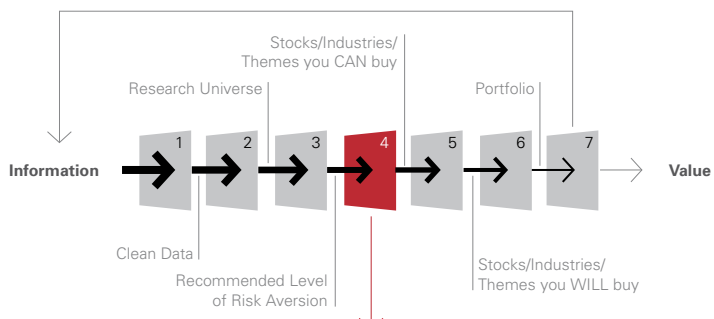 Stocks/Industries/
Themes you CAN buy
Research Universe
Portfolio
1
2
3
4
5
6
7
Information
Value
Clean Data
Recommended Level
of Risk Aversion
Stocks/Industries/
Themes you WILL buy